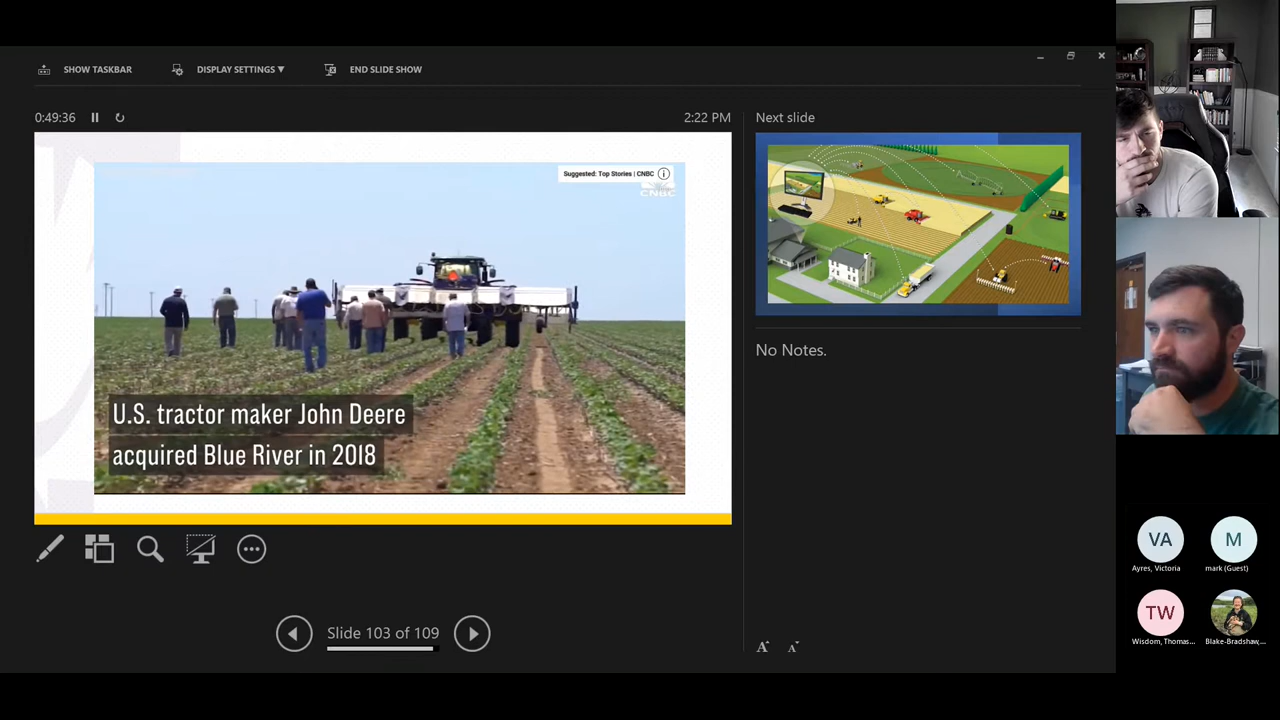 SHOW TASKBAR
DISPLAY SETTINGS ▼
END SLIDE SHOW
0:49:36
2:22 PM
Next slide
Suggested: Top Stories | CNBC
CNBC
U.S. tractor maker John Deere
acquired Blue River in 2018
No Notes.
Slide 103 of 109
A
A
VA
M
Ayres, Victoria
mark (Guest)
TW
Wisdom, Thomas...
Blake-Bradshaw,...